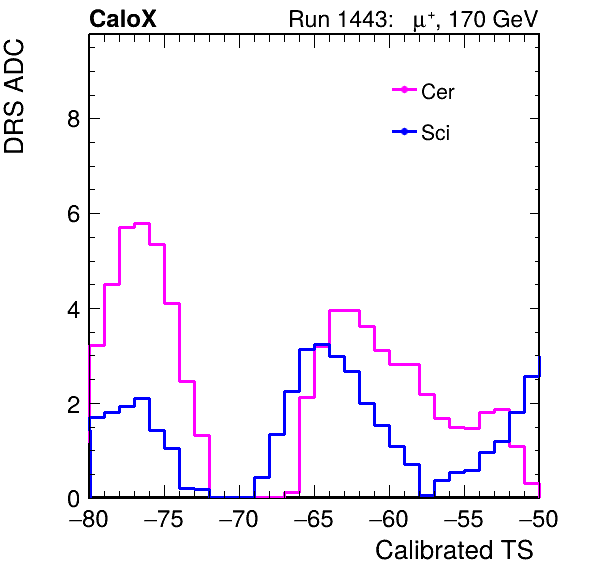 CaloX Run 1443: μ⁺, 170 GeV
DRS ADC
Cer
Sci
8
6
4
2
0
−80 −75 −70 −65 −60 −55 −50
Calibrated TS